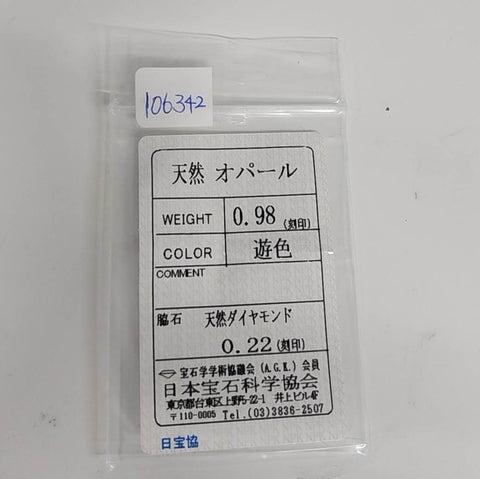 106342
天然 オパール
WEIGHT 0.98 (刻印)
COLOR 遊色
COMMENT
脇石 天然ダイヤモンド
0.22 (刻印)
宝石学学術協議会 (A.G.K.) 会員
日本宝石科学協会
東京都台東区上野5-22-1 井上ビル4F
〒110-0005 Tel.(03)3836-2507
日宝協